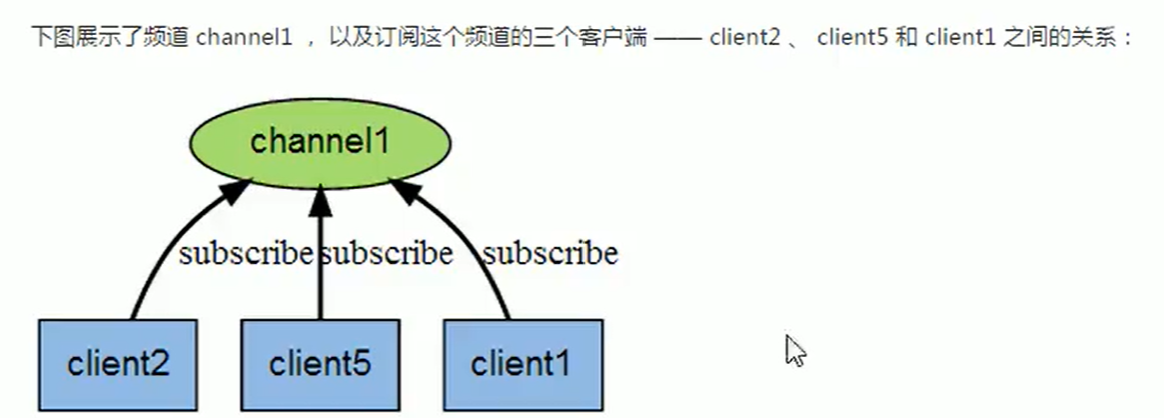 下图展示了频道 channel1 ， 以及订阅这个频道的三个客户端 —— client2 、 client5 和 client1 之间的关系：
channel1
subscribe subscribe subscribe
client2 client5 client1